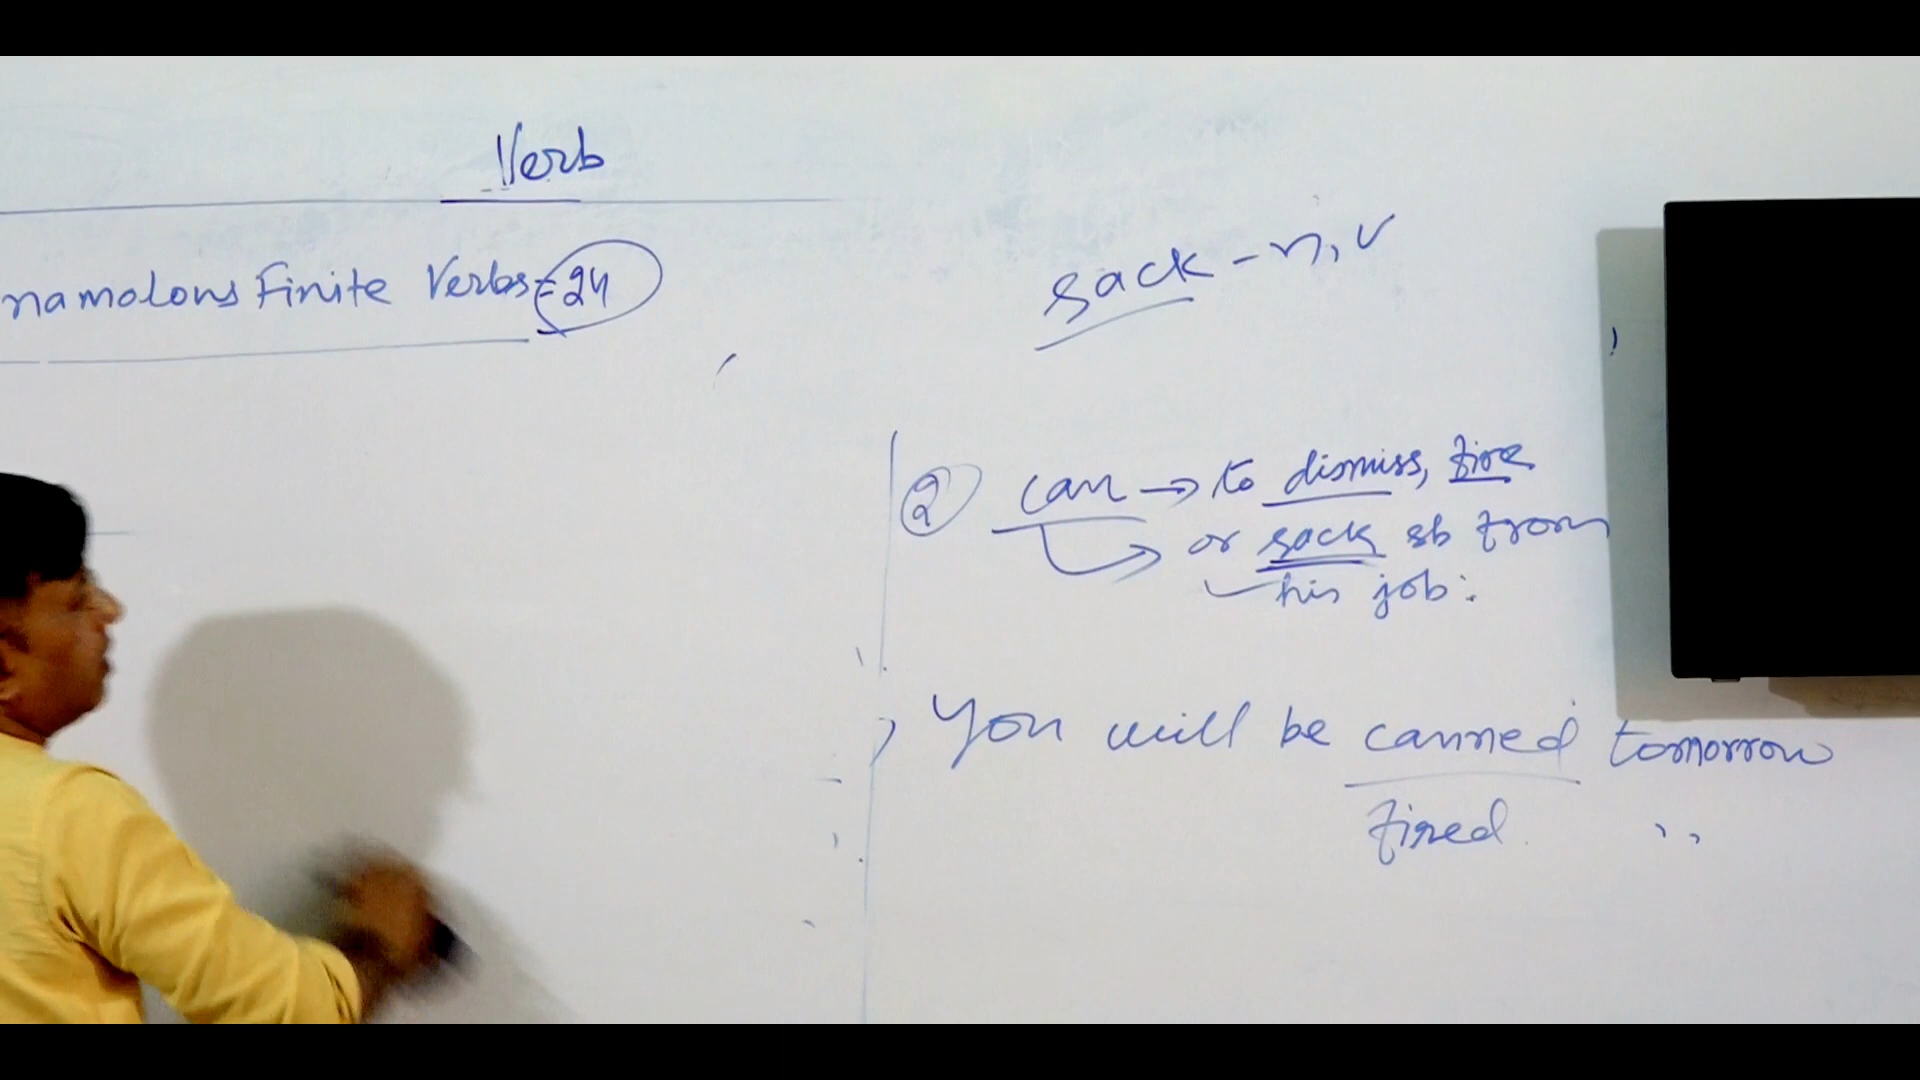 Verb
namolous Finite Verbs = 24
sack - n, v
② can → to dismiss, fire
→ or sack sb from
his job.
You will be canned tomorrow
fired "